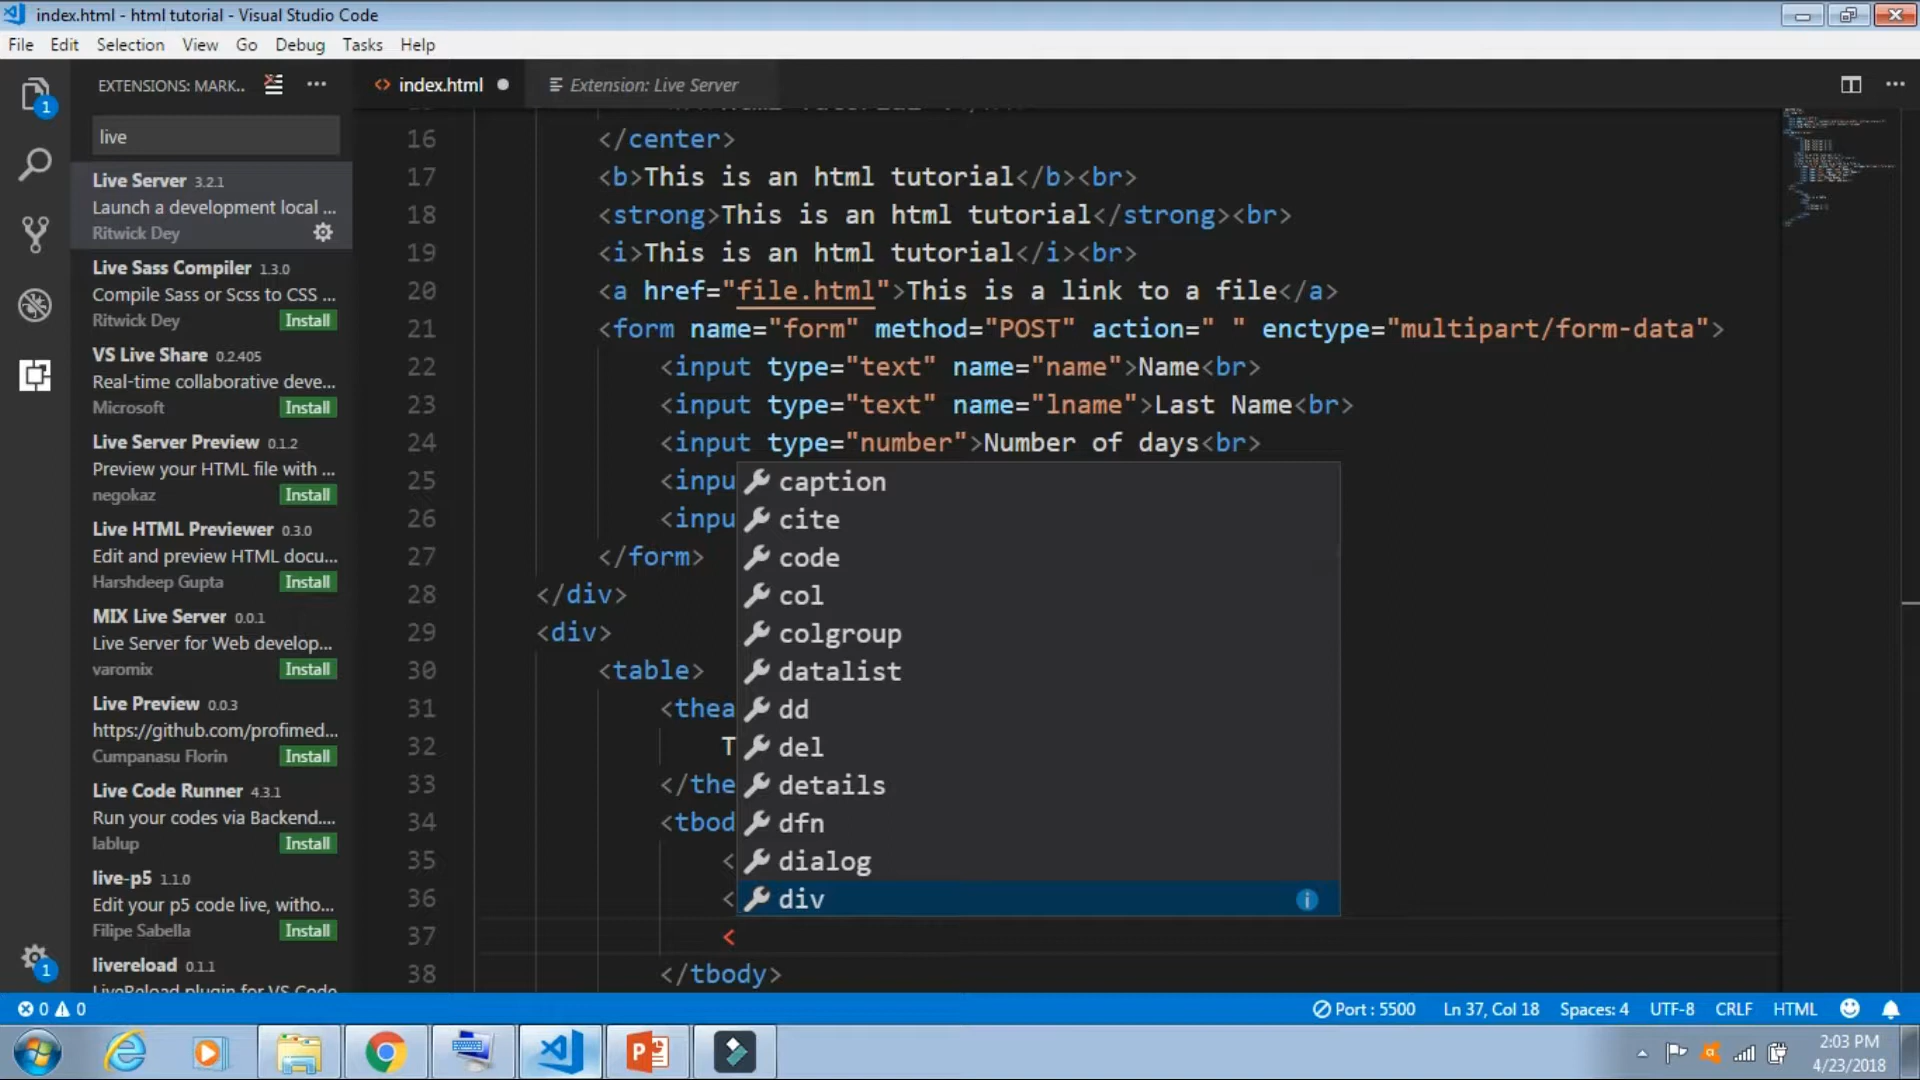 index.html - html tutorial - Visual Studio Code
File Edit Selection View Go Debug Tasks Help
EXTENSIONS: MARK...
index.html
Extension: Live Server
live
Live Server 3.2.1
Launch a development local ...
Ritwick Dey
Live Sass Compiler 1.3.0
Compile Sass or Scss to CSS ...
Ritwick Dey Install
VS Live Share 0.2.405
Real-time collaborative deve...
Microsoft Install
Live Server Preview 0.1.2
Preview your HTML file with ...
negokaz Install
Live HTML Previewer 0.3.0
Edit and preview HTML docu...
Harshdeep Gupta Install
MIX Live Server 0.0.1
Live Server for Web develop...
varomix Install
Live Preview 0.0.3
https://github.com/profimed...
Cumpanasu Florin Install
Live Code Runner 4.3.1
Run your codes via Backend....
lablup Install
live-p5 1.1.0
Edit your p5 code live, witho...
Filipe Sabella Install
livereload 0.1.1
LiveReload plugin for VS Code
1
1
16 </center>
17 <b>This is an html tutorial</b><br>
18 <strong>This is an html tutorial</strong><br>
19 <i>This is an html tutorial</i><br>
20 <a href="file.html">This is a link to a file</a>
21 <form name="form" method="POST" action=" " enctype="multipart/form-data">
22 <input type="text" name="name">Name<br>
23 <input type="text" name="lname">Last Name<br>
24 <input type="number">Number of days<br>
25 <inpu
26 <inpu
27 </form>
28 </div>
29 <div>
30 <table>
31 <thea
32 T
33 </the
34 <tbod
35 <
36 <
37 <
38 </tbody>
caption
cite
code
col
colgroup
datalist
dd
del
details
dfn
dialog
div
0 0
Port : 5500 Ln 37, Col 18 Spaces: 4 UTF-8 CRLF HTML
2:03 PM
4/23/2018